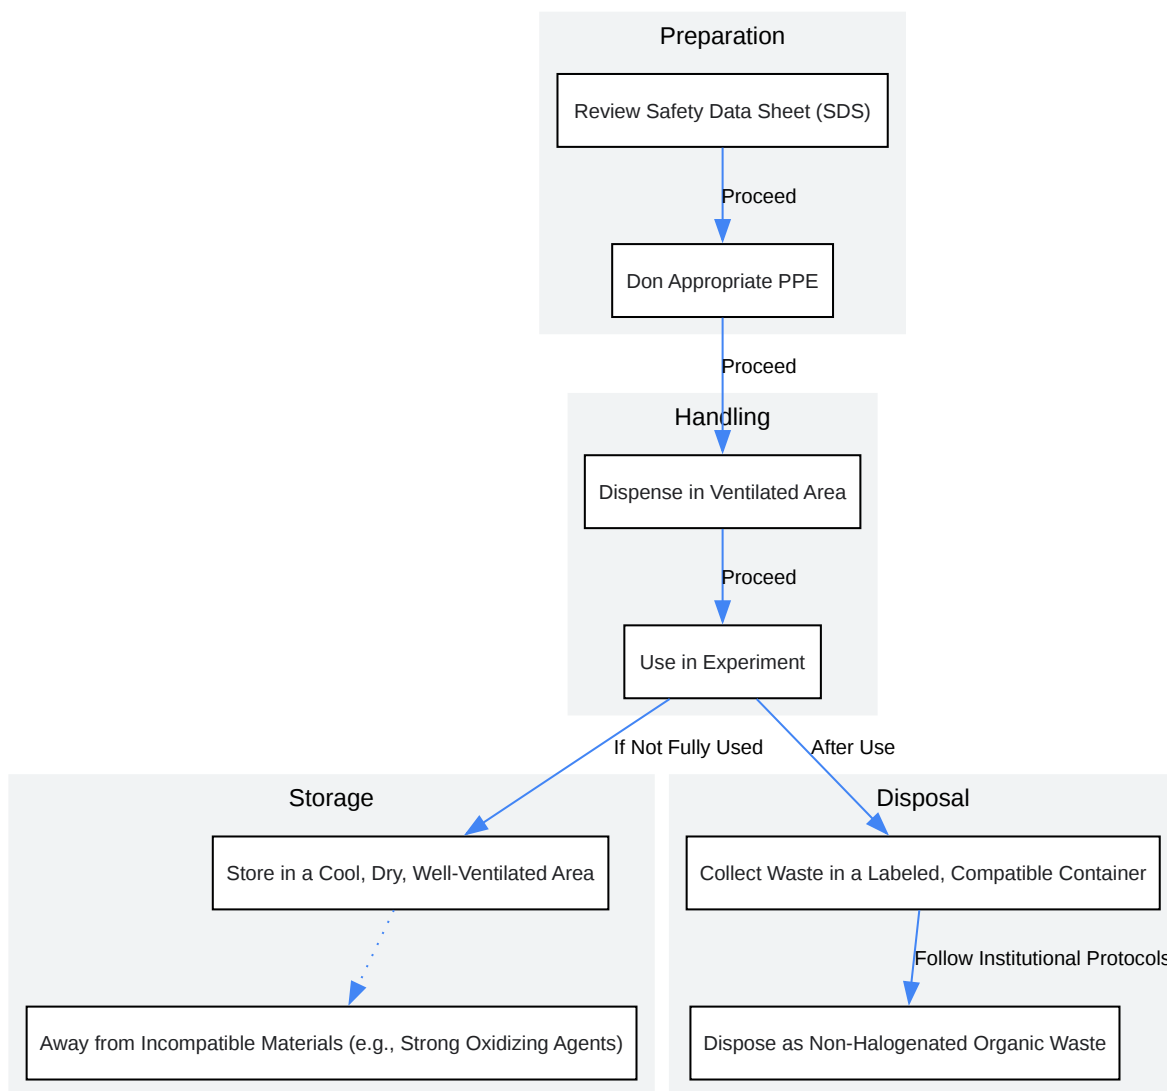 Preparation
Review Safety Data Sheet (SDS)
Proceed
Don Appropriate PPE
Proceed
Handling
Dispense in Ventilated Area
Proceed
Use in Experiment
If Not Fully Used
After Use
Storage
Disposal
Store in a Cool, Dry, Well-Ventilated Area
Collect Waste in a Labeled, Compatible Container
Follow Institutional Protocols
Away from Incompatible Materials (e.g., Strong Oxidizing Agents)
Dispose as Non-Halogenated Organic Waste